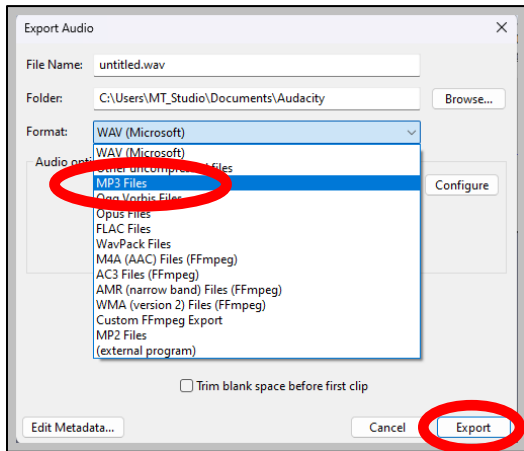 Export Audio
File Name: untitled.wav
Folder: C:\Users\MT_Studio\Documents\Audacity Browse...
Format: WAV (Microsoft)
WAV (Microsoft)
Audio opti
Other uncompressed files
MP3 Files
Configure
Ogg Vorbis Files
Opus Files
FLAC Files
WavPack Files
M4A (AAC) Files (FFmpeg)
AC3 Files (FFmpeg)
AMR (narrow band) Files (FFmpeg)
WMA (version 2) Files (FFmpeg)
Custom FFmpeg Export
MP2 Files
(external program)
Trim blank space before first clip
Edit Metadata... Cancel Export